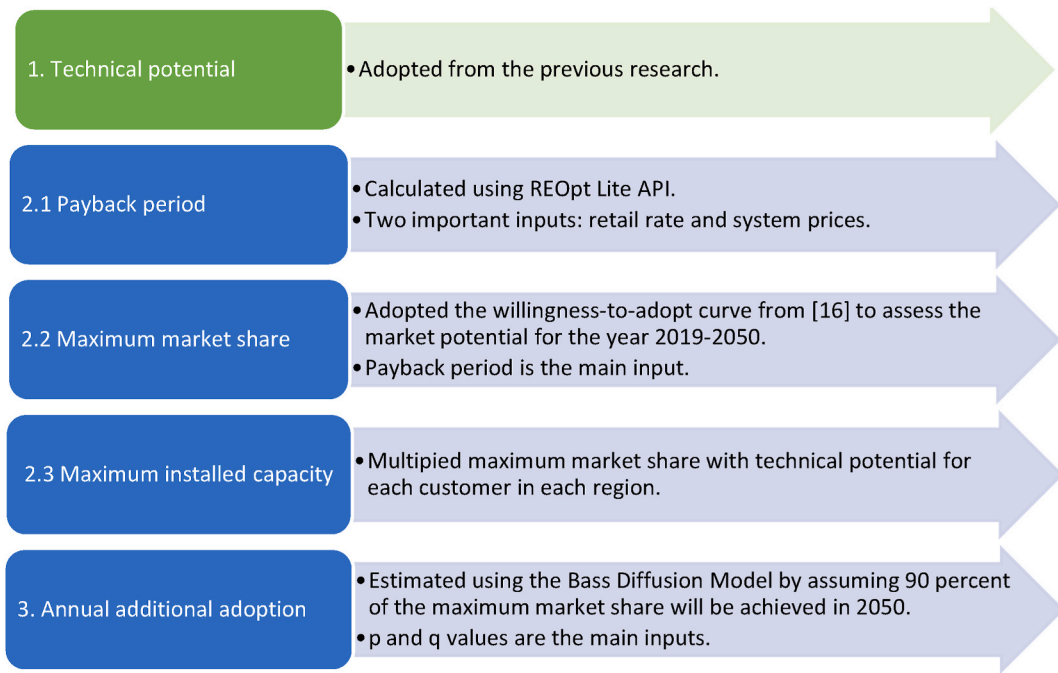 1. Technical potential
•Adopted from the previous research.
2.1 Payback period
•Calculated using REOpt Lite API.
•Two important inputs: retail rate and system prices.
2.2 Maximum market share
•Adopted the willingness-to-adopt curve from [16] to assess the
market potential for the year 2019-2050.
•Payback period is the main input.
2.3 Maximum installed capacity
•Multipied maximum market share with technical potential for
each customer in each region.
3. Annual additional adoption
•Estimated using the Bass Diffusion Model by assuming 90 percent
of the maximum market share will be achieved in 2050.
•p and q values are the main inputs.